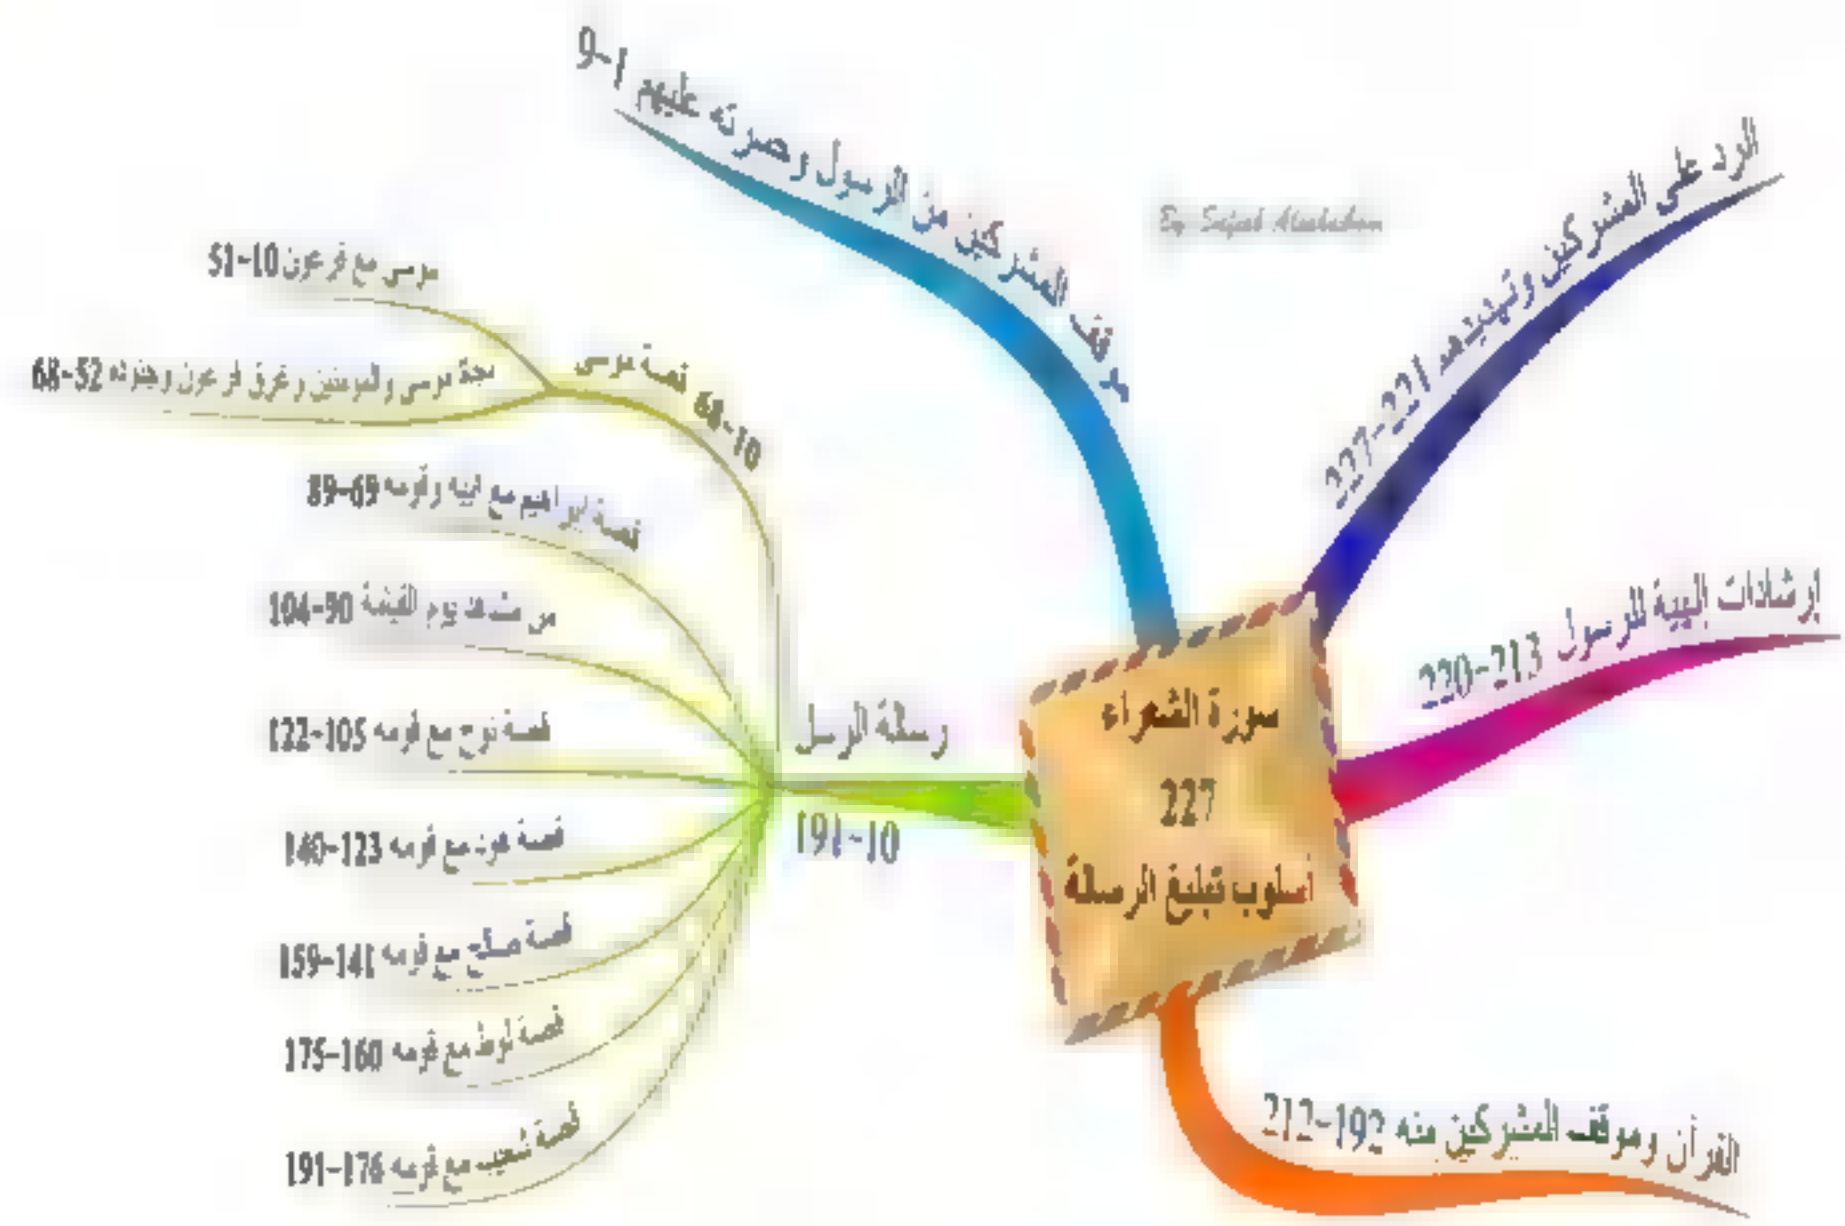 سورة الشعراء
227
أسلوب تبليغ الرسالة
موقف المشركين من الرسول وحسرته عليهم 1-9
رسالة الرسل
10-191
10-68 قصة موسى
موسى مع فرعون 10-51
نجاة موسى والمؤمنين وغرق فرعون وجنوده 52-68
قصة ابراهيم مع ابيه وقومه 69-89
من مشاهد يوم القيامة 90-104
قصة نوح مع قومه 105-122
قصة هود مع قومه 123-140
قصة صالح مع قومه 141-159
قصة لوط مع قومه 160-175
قصة شعيب مع قومه 176-191
القرآن وموقف المشركين منه 192-212
إرشادات إلهية للرسول 213-220
الرد على المشركين وتهديدهم 221-227
By